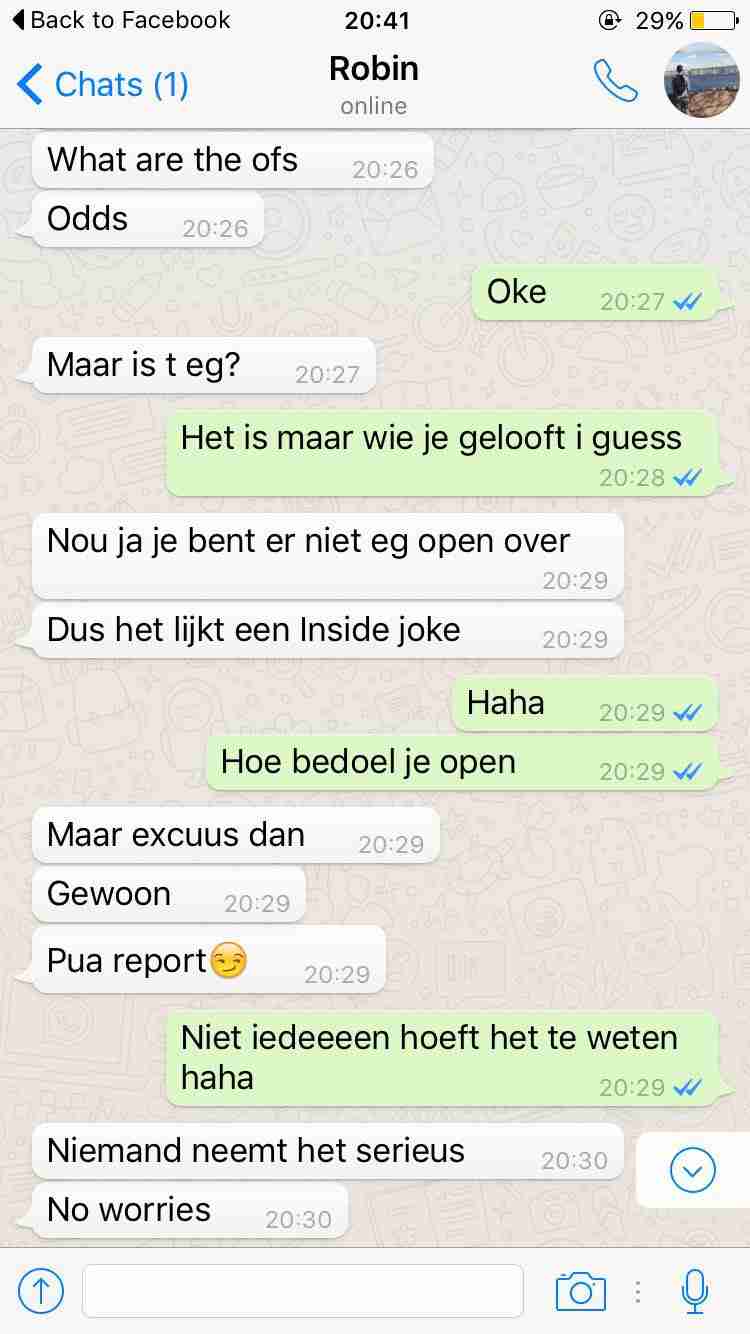 Back to Facebook 20:41 29%
Chats (1) Robin
online
What are the ofs 20:26
Odds 20:26
Oke 20:27
Maar is t eg? 20:27
Het is maar wie je gelooft i guess
20:28
Nou ja je bent er niet eg open over
20:29
Dus het lijkt een Inside joke 20:29
Haha 20:29
Hoe bedoel je open 20:29
Maar excuus dan 20:29
Gewoon 20:29
Pua report😏 20:29
Niet iedeeeen hoeft het te weten
haha 20:29
Niemand neemt het serieus 20:30
No worries 20:30